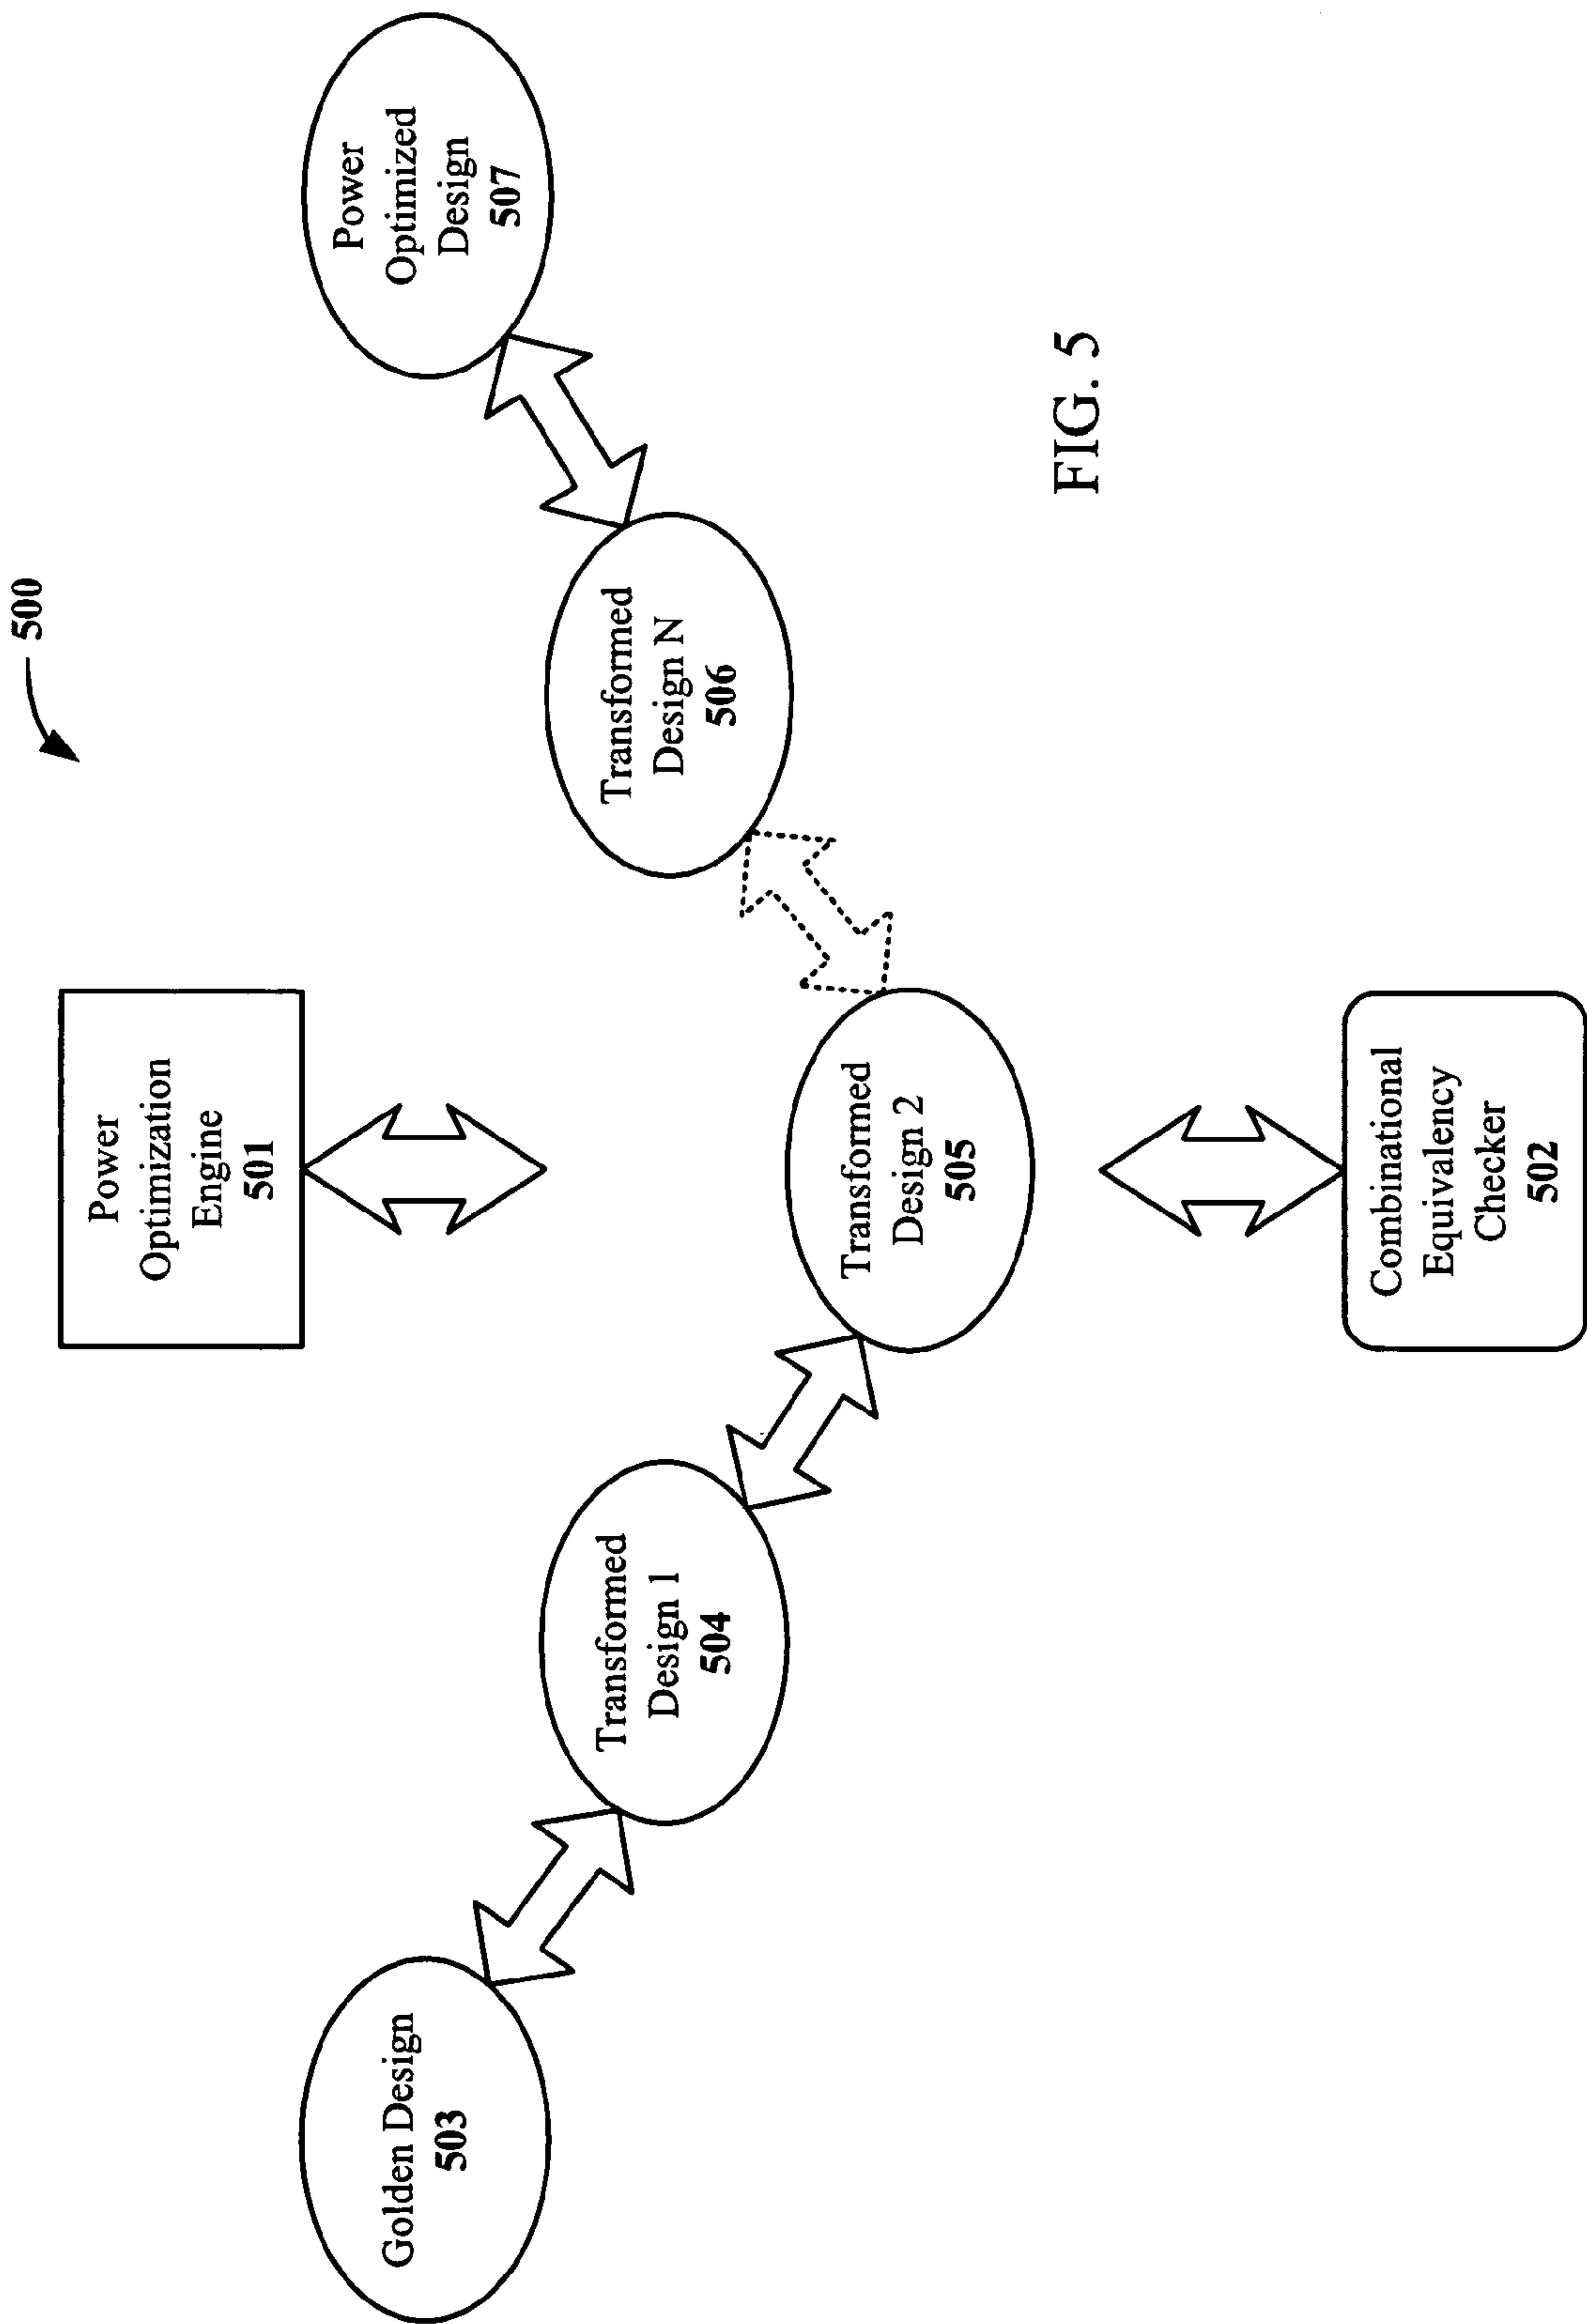 500
Power
Optimization
Engine
501
Golden Design
503
Transformed
Design 1
504
Transformed
Design 2
505
Transformed
Design N
506
Power
Optimized
Design
507
Combinational
Equivalency
Checker
502
FIG. 5